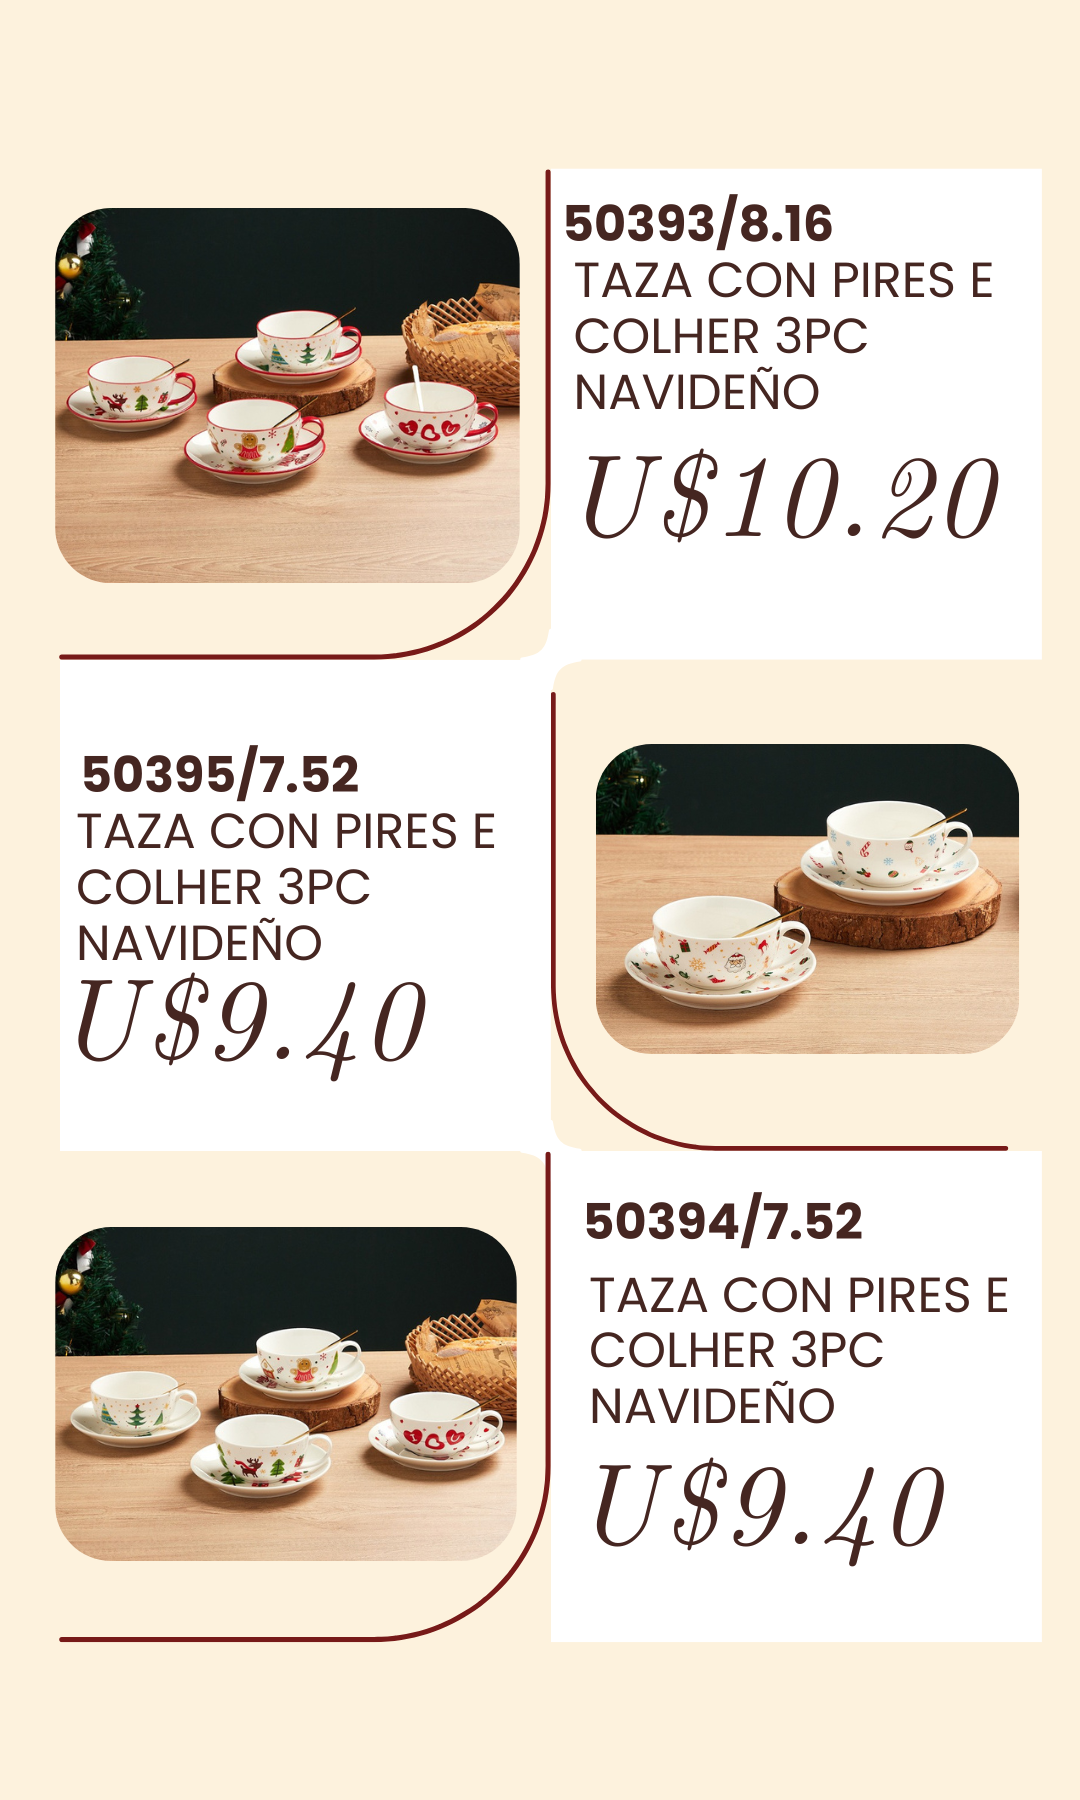 50393/8.16
TAZA CON PIRES E
COLHER 3PC
NAVIDEÑO
U$10.20
50395/7.52
TAZA CON PIRES E
COLHER 3PC
NAVIDEÑO
U$9.40
50394/7.52
TAZA CON PIRES E
COLHER 3PC
NAVIDEÑO
U$9.40